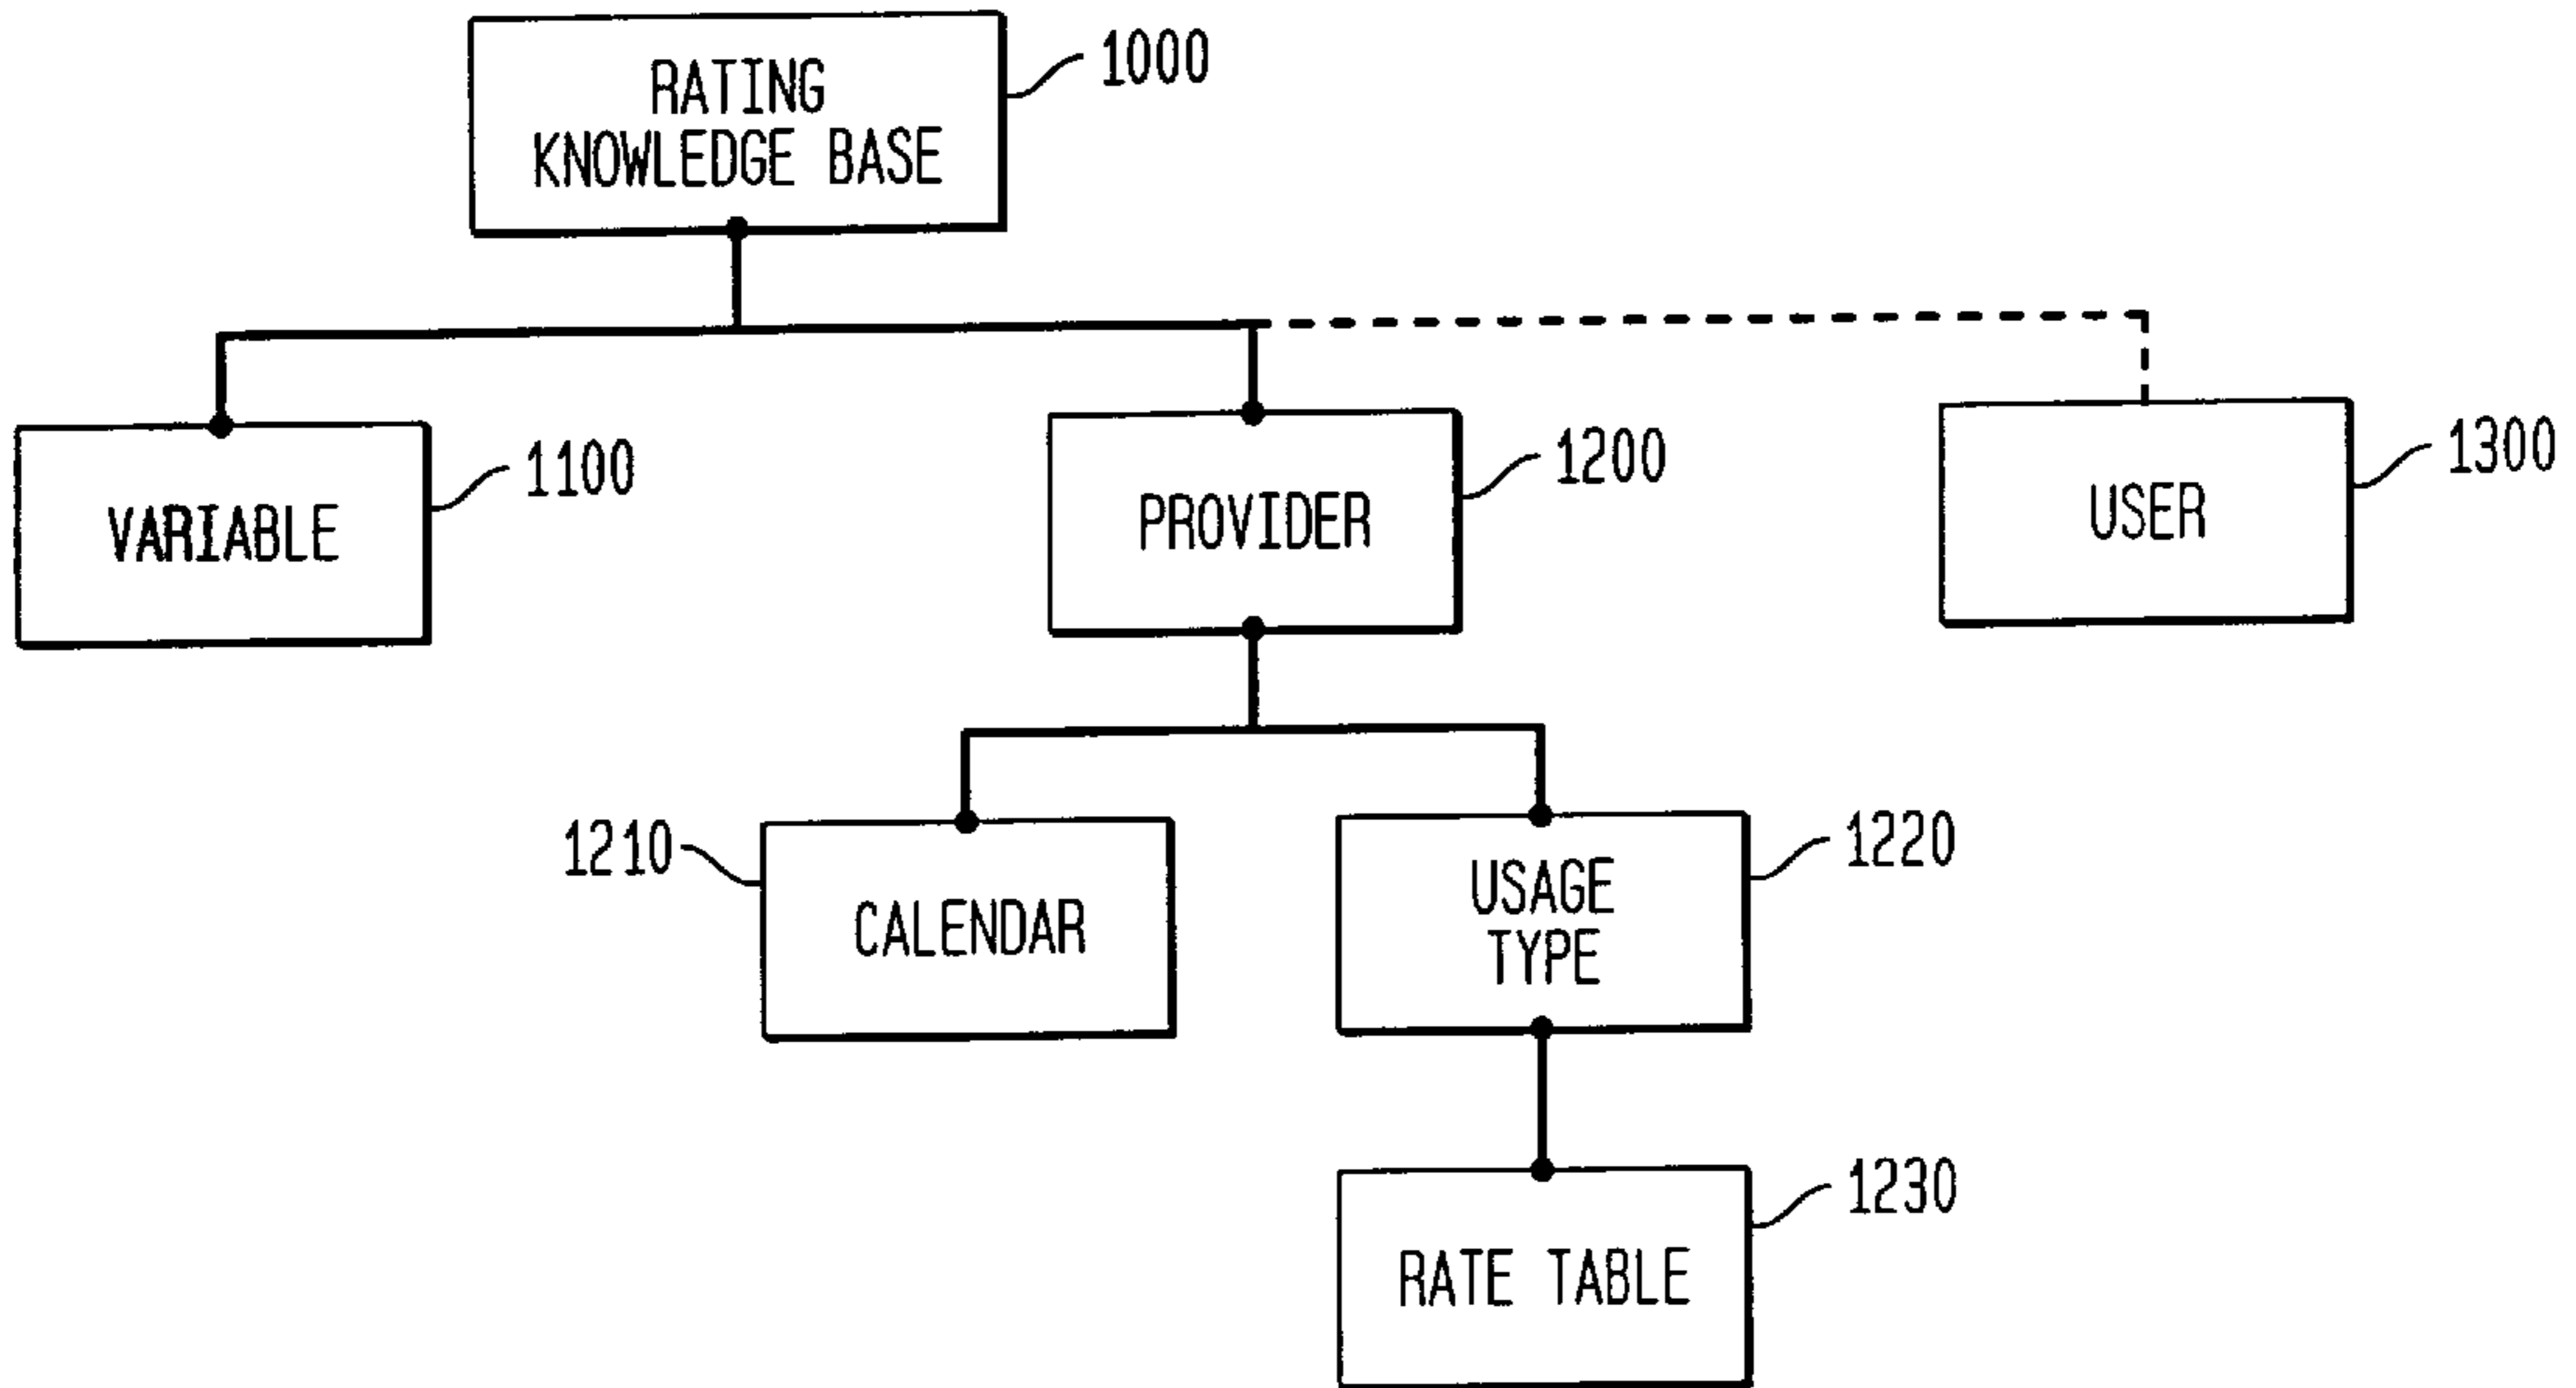 RATING
KNOWLEDGE BASE
1000
VARIABLE
1100
PROVIDER
1200
USER
1300
1210
CALENDAR
USAGE
TYPE
1220
RATE TABLE
1230